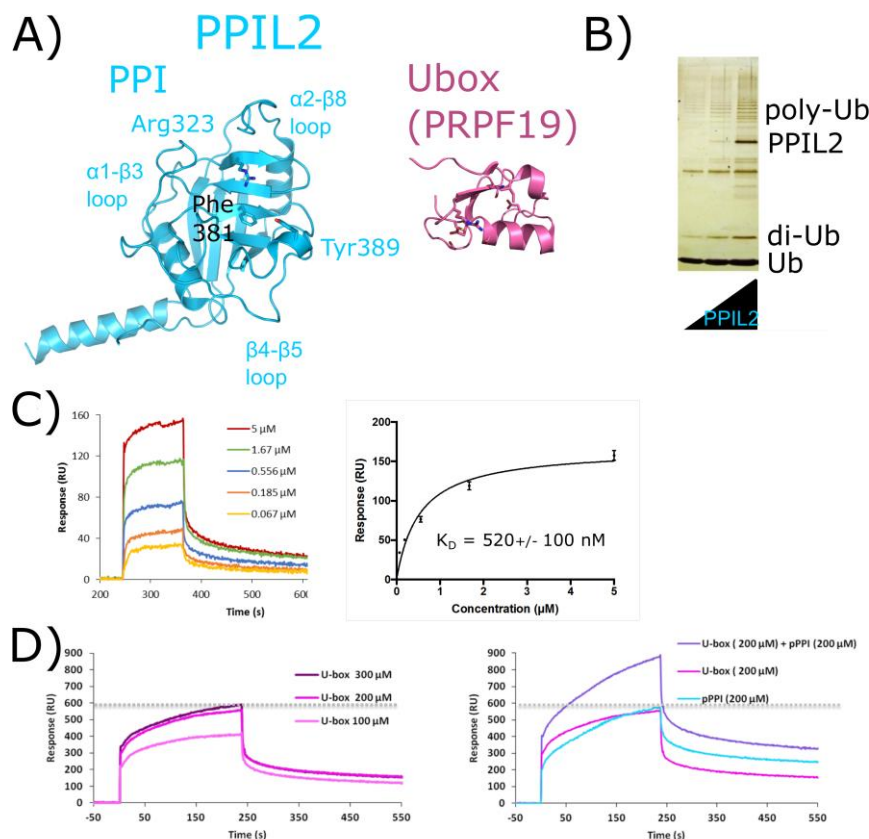 A)
PPIL2
B)
PPI
Ubox
(PRPF19)
α2-β8
loop
Arg323
α1-β3
loop
Phe
381
Tyr389
β4-β5
loop
poly-Ub
PPIL2
di-Ub
Ub
PPIL2
C)
Response (RU)
160
120
80
40
0
200
300
400
500
60(
Time (s)
5 µM
1.67 µM
0.556 µM
0.185 µM
0.067 µM
Response (RU)
200
150
100
50
0
0
1
2
3
4
5
Concentration (µM)
K_D = 520+/- 100 nM
D)
Response (RU)
900
800
700
600
500
400
300
200
100
0
-50
50
150
250
350
450
550
Time (s)
U-box 300 µM
U-box 200 µM
U-box 100 µM
Response (RU)
900
800
700
600
500
400
300
200
100
0
-50
50
150
250
350
450
550
Time (s)
U-box ( 200 µM) + pPPI (200 µM)
U-box ( 200 µM)
pPPI (200 µM)